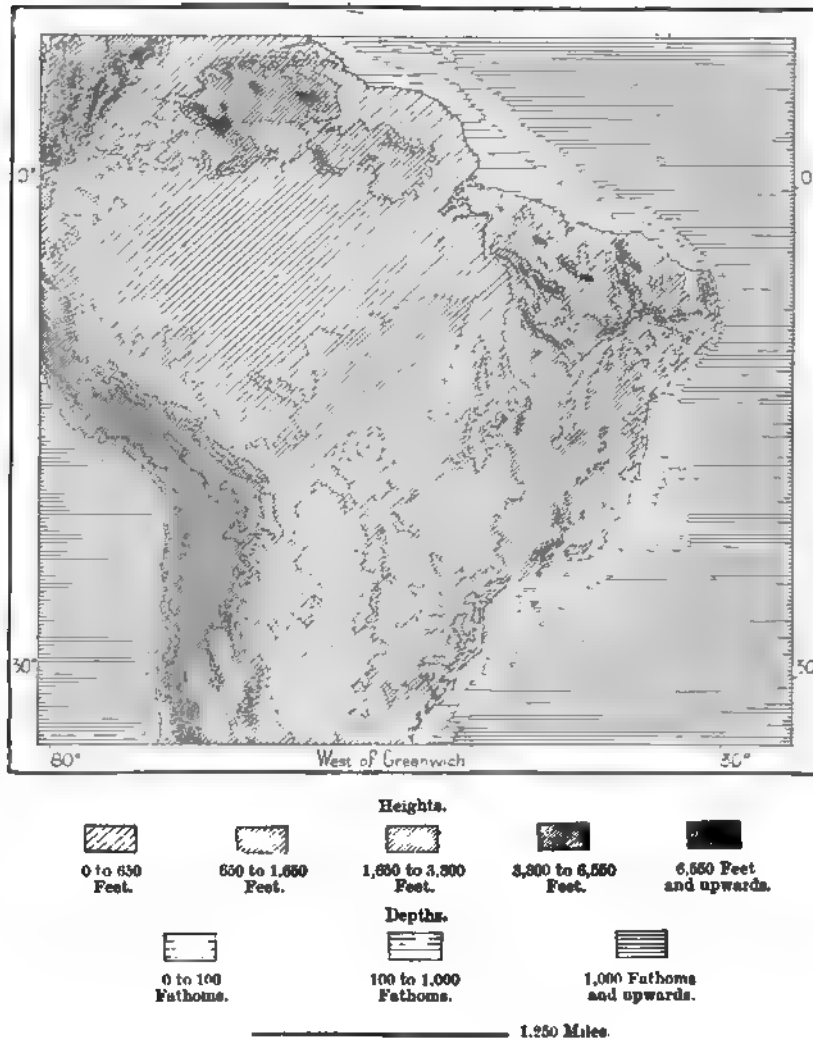 0°
0
30°
30
80°
West of Greenwich
30°
Heights.
0 to 650
Feet.
650 to 1,650
Feet.
1,650 to 3,300
Feet.
3,300 to 6,550
Feet.
6,550 Feet
and upwards.
Depths.
0 to 100
Fathoms.
100 to 1,000
Fathoms.
1,000 Fathoms
and upwards.
1,250 Miles.